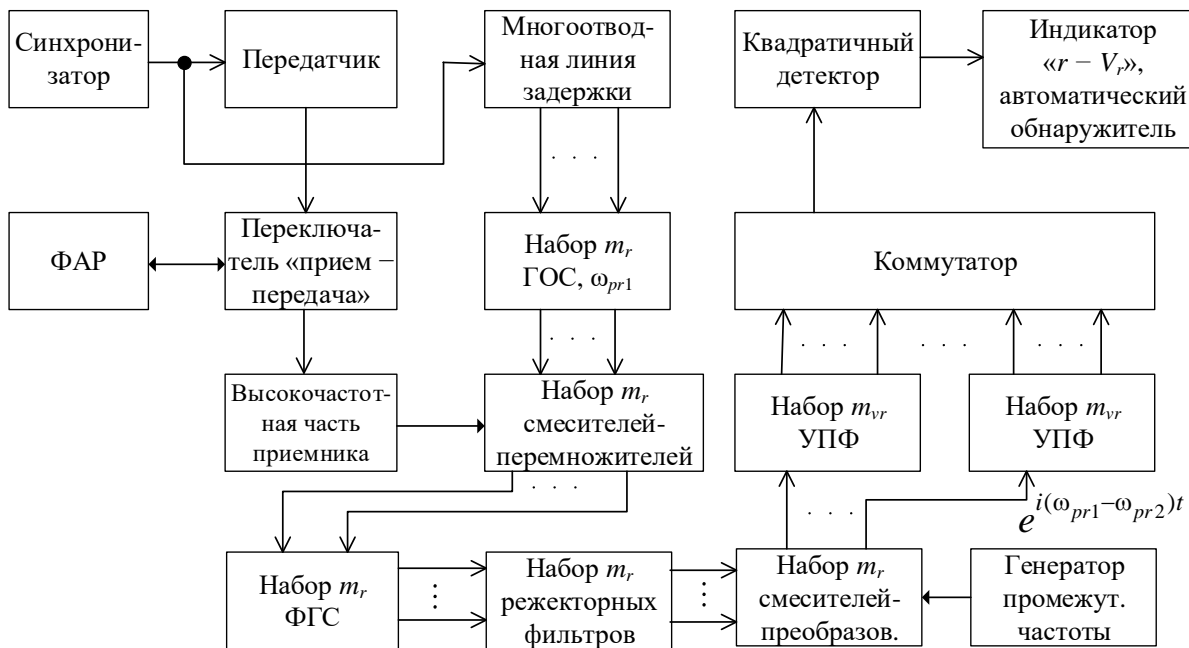 Синхрони-
затор
Передатчик
Многоотвод-
ная линия
задержки
Квадратичный
детектор
Индикатор
«r − Vr»,
автоматический
обнаружитель
. . .
ФАР
Переключа-
тель «прием −
передача»
Набор mr
ГОС, ωpr1
Коммутатор
. . .
. . .
. . .
. . .
Высокочастот-
ная часть
приемника
Набор mr
смесителей-
перемножителей
Набор mvr
УПФ
Набор mvr
УПФ
. . .
. . .
e^i(ωpr1−ωpr2)t
Набор mr
ФГС
...
Набор mr
режекторных
фильтров
...
Набор mr
смесителей-
преобразов.
Генератор
промежут.
частоты